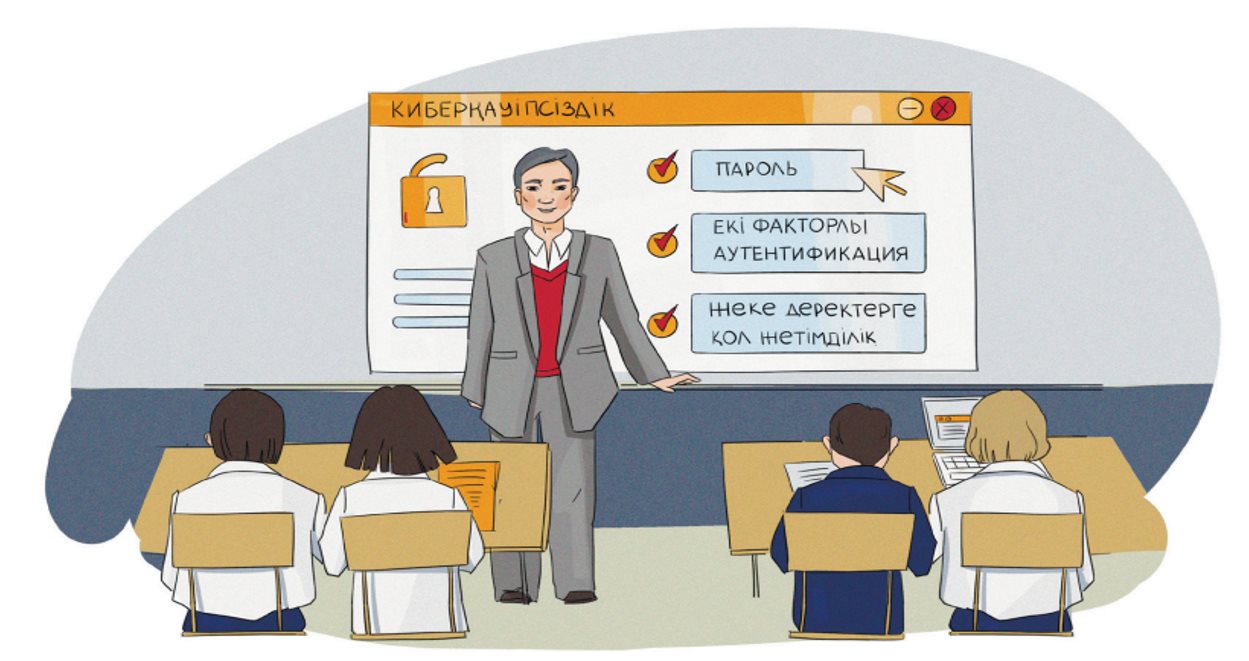 КИБЕРҚАУІПСІЗДІК
ПАРОЛЬ
ЕКІ ФАКТОРЛЫ
АУТЕНТИФИКАЦИЯ
ЖЕКЕ ДЕРЕКТЕРГЕ
ҚОЛ ЖЕТІМДІЛІК